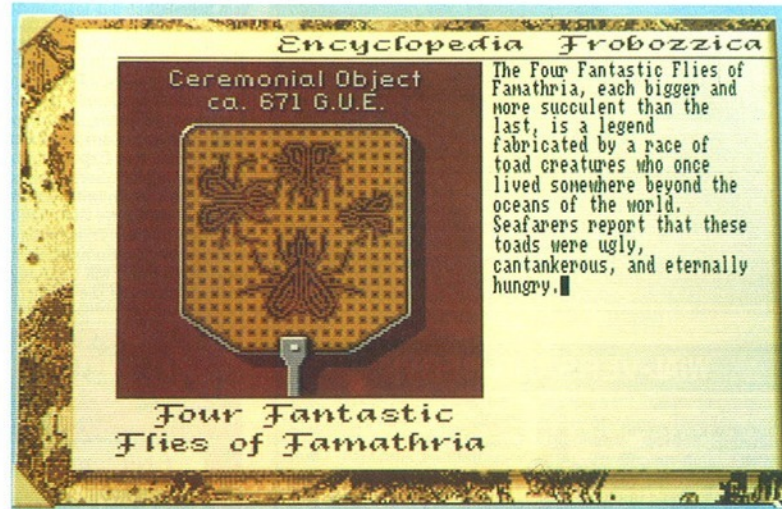 Encyclopedia Frobozzica
Ceremonial Object
ca. 671 G.U.E.
Four Fantastic
Flies of Famathria
The Four Fantastic Flies of
Famathria, each bigger and
more succulent than the
last, is a legend
fabricated by a race of
toad creatures who once
lived somewhere beyond the
oceans of the world.
Seafarers report that these
toads were ugly,
cantankerous, and eternally
hungry.